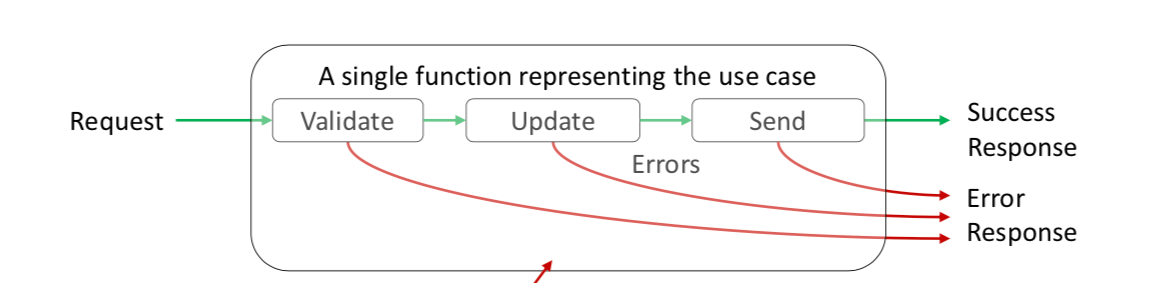 A single function representing the use case
Request
Validate
Update
Send
Success
Response
Errors
Error
Response